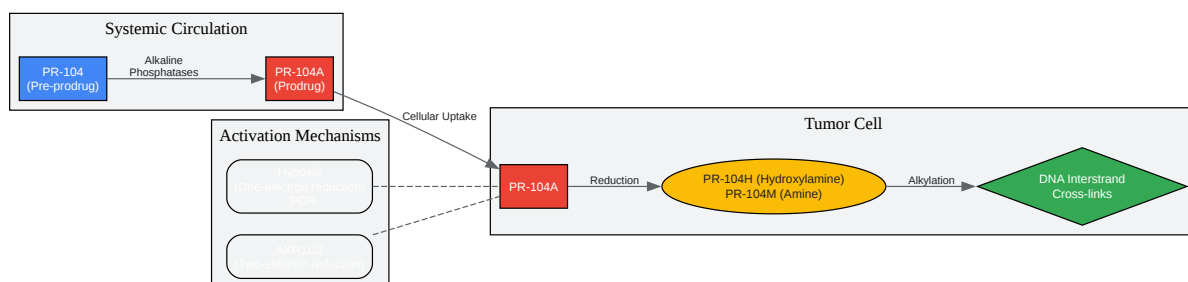 Systemic Circulation
PR-104
(Pre-prodrug)
Alkaline
Phosphatases
PR-104A
(Prodrug)
Cellular Uptake
Activation Mechanisms
Hypoxia
(One-electron reduction)
- POR
AKR1C3
(Two-electron reduction)
Tumor Cell
PR-104A
Reduction
PR-104H (Hydroxylamine)
PR-104M (Amine)
Alkylation
DNA Interstrand
Cross-links